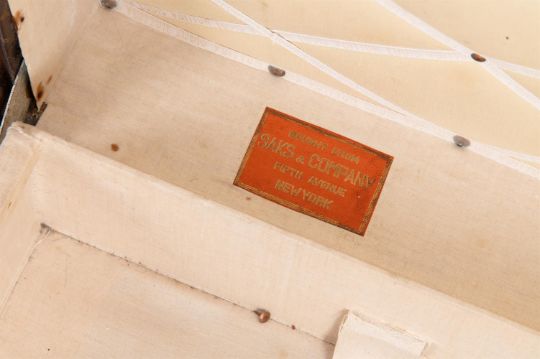 BOUGHT FROM
SAKS & COMPANY
FIFTH AVENUE
NEW YORK